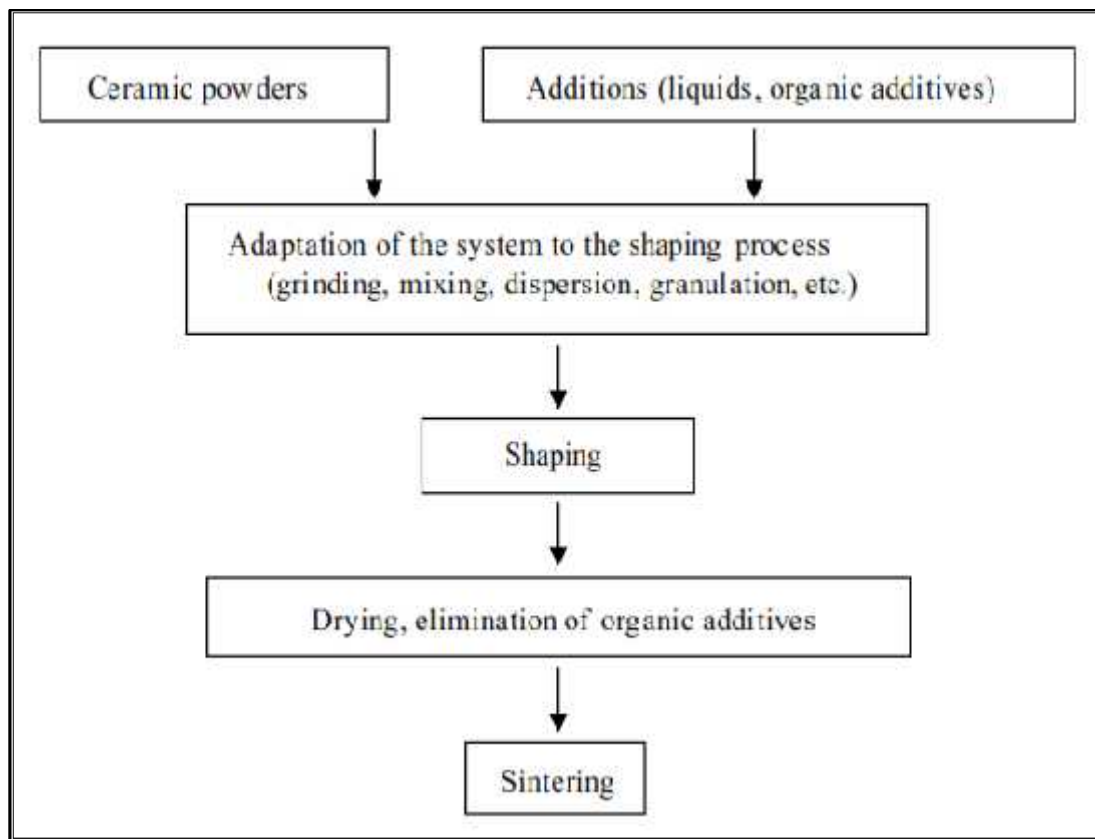 Ceramic powders
Additions (liquids, organic additives)
Adaptation of the system to the shaping process
(grinding, mixing, dispersion, granulation, etc.)
Shaping
Drying, elimination of organic additives
Sintering